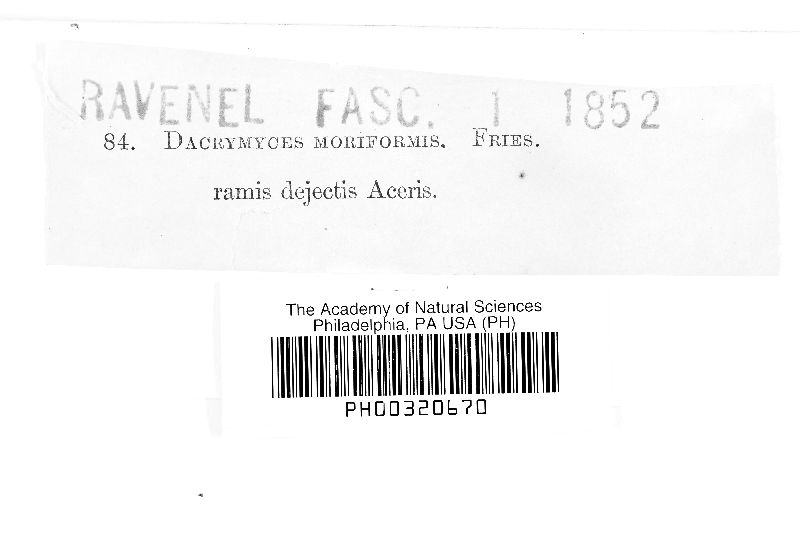 RAVENEL FASC. 1 1852
84. DACRYMYCES MORIFORMIS. FRIES.
ramis dejectis Aceris.
The Academy of Natural Sciences
Philadelphia, PA USA (PH)
PH00320670